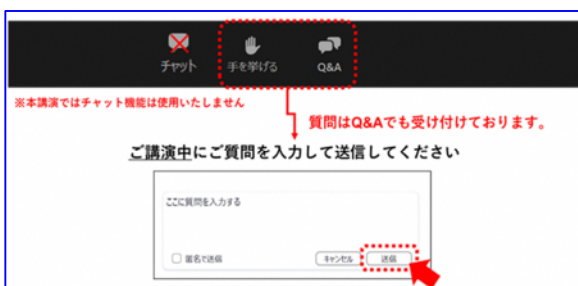 チャット 手を挙げる Q&A
※本講演ではチャット機能は使用いたしません
質問はQ&Aでも受け付けております。
ご講演中にご質問を入力して送信してください
ここに質問を入力する
匿名で送信 キャンセル 送信